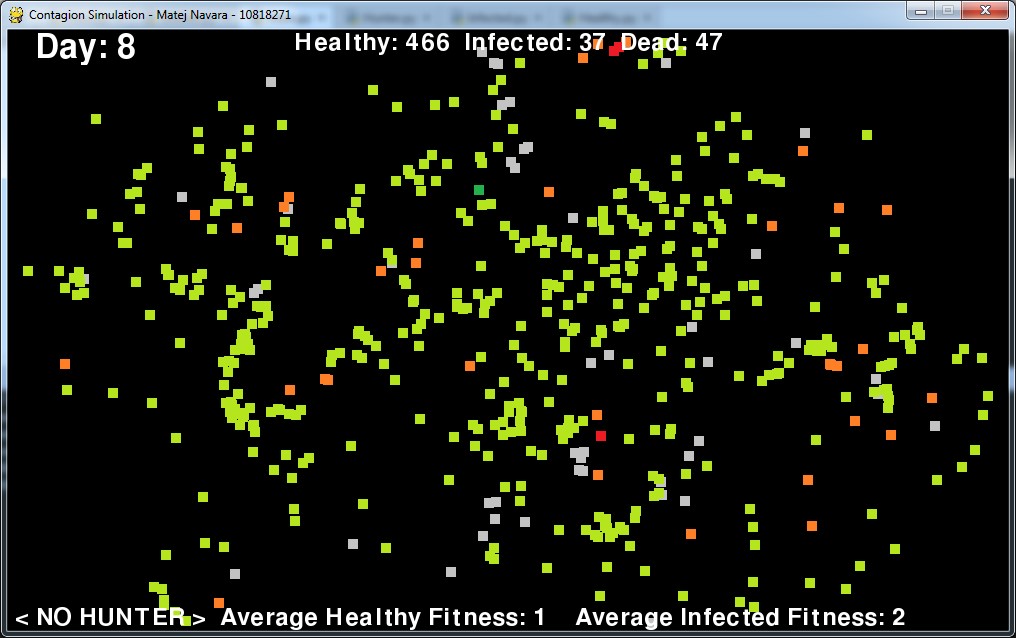 Contagion Simulation - Matej Navara - 10818271
Day: 8
Healthy: 466 Infected: 37 Dead: 47
< NO HUNTER > Average Healthy Fitness: 1 Average Infected Fitness: 2